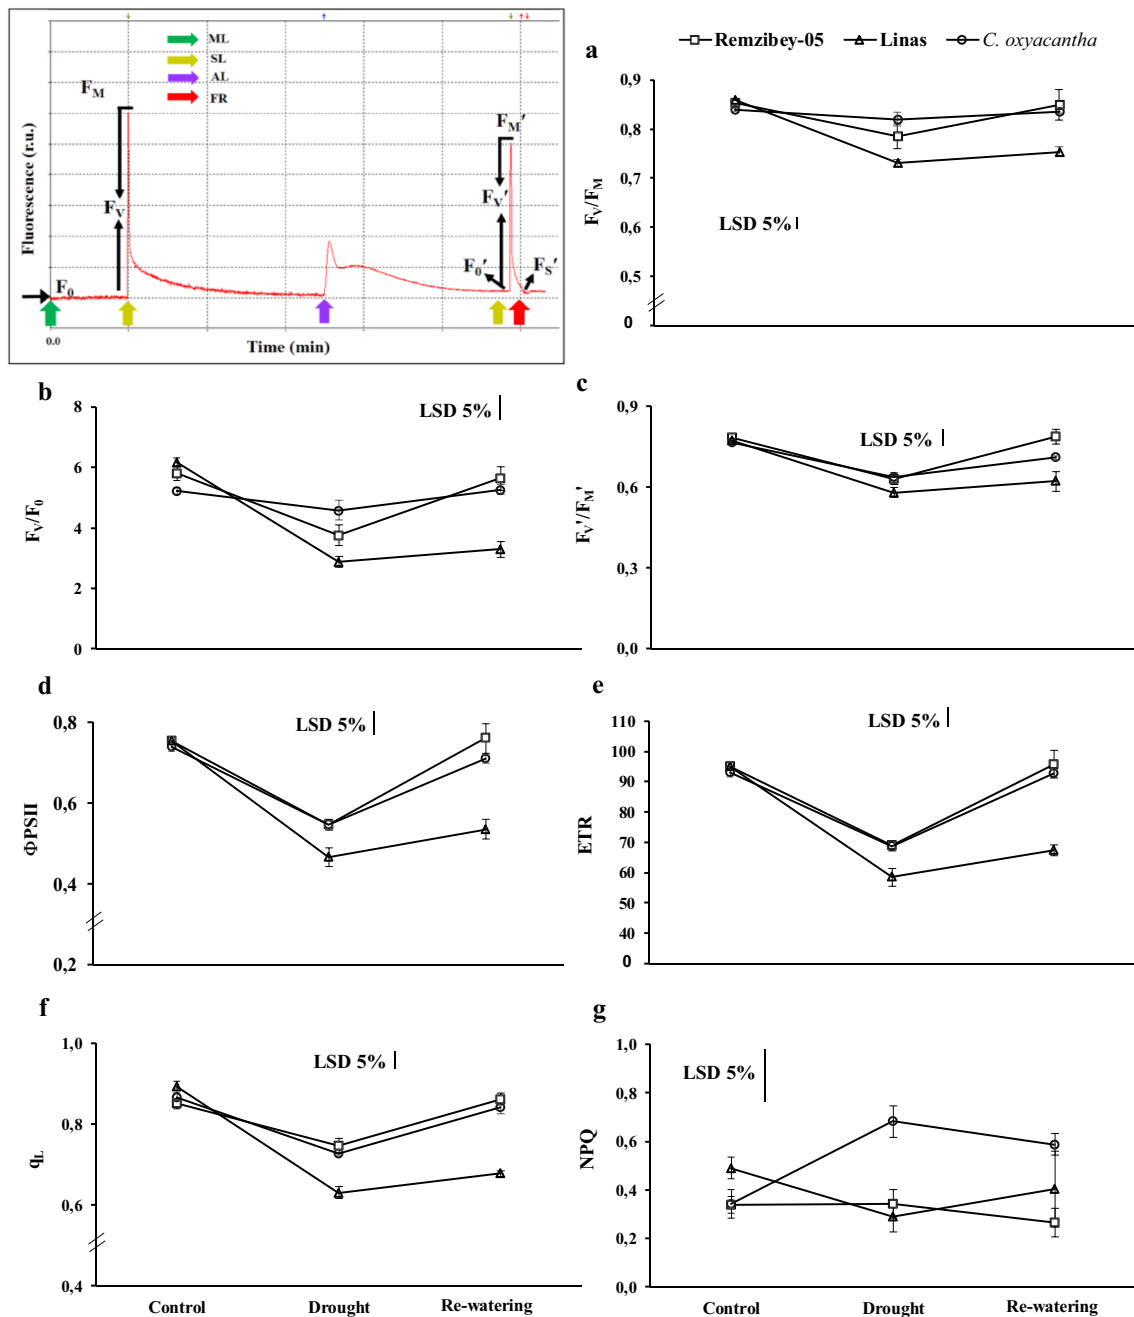 ML
SL
AL
FR
F_M
F_V
F_0
F_M'
F_V'
F_0'
F_S'
Fluorescence (r.u.)
0.0
Time (min)
Remzibey-05 Linas C. oxyacantha
a
0,9
0,8
0,7
0,6
0,5
0
F_V/F_M
LSD 5%
b
8
6
4
2
0
F_V/F_0
LSD 5%
c
0,9
0,6
0,3
0,0
F_V'/F_M'
LSD 5%
d
0,8
0,6
0,4
0,2
ΦPSII
LSD 5%
e
110
100
90
80
70
60
50
40
0
ETR
LSD 5%
f
1,0
0,8
0,6
0,4
q_L
LSD 5%
Control Drought Re-watering
g
1,0
0,8
0,6
0,4
0,2
0,0
NPQ
LSD 5%
Control Drought Re-watering